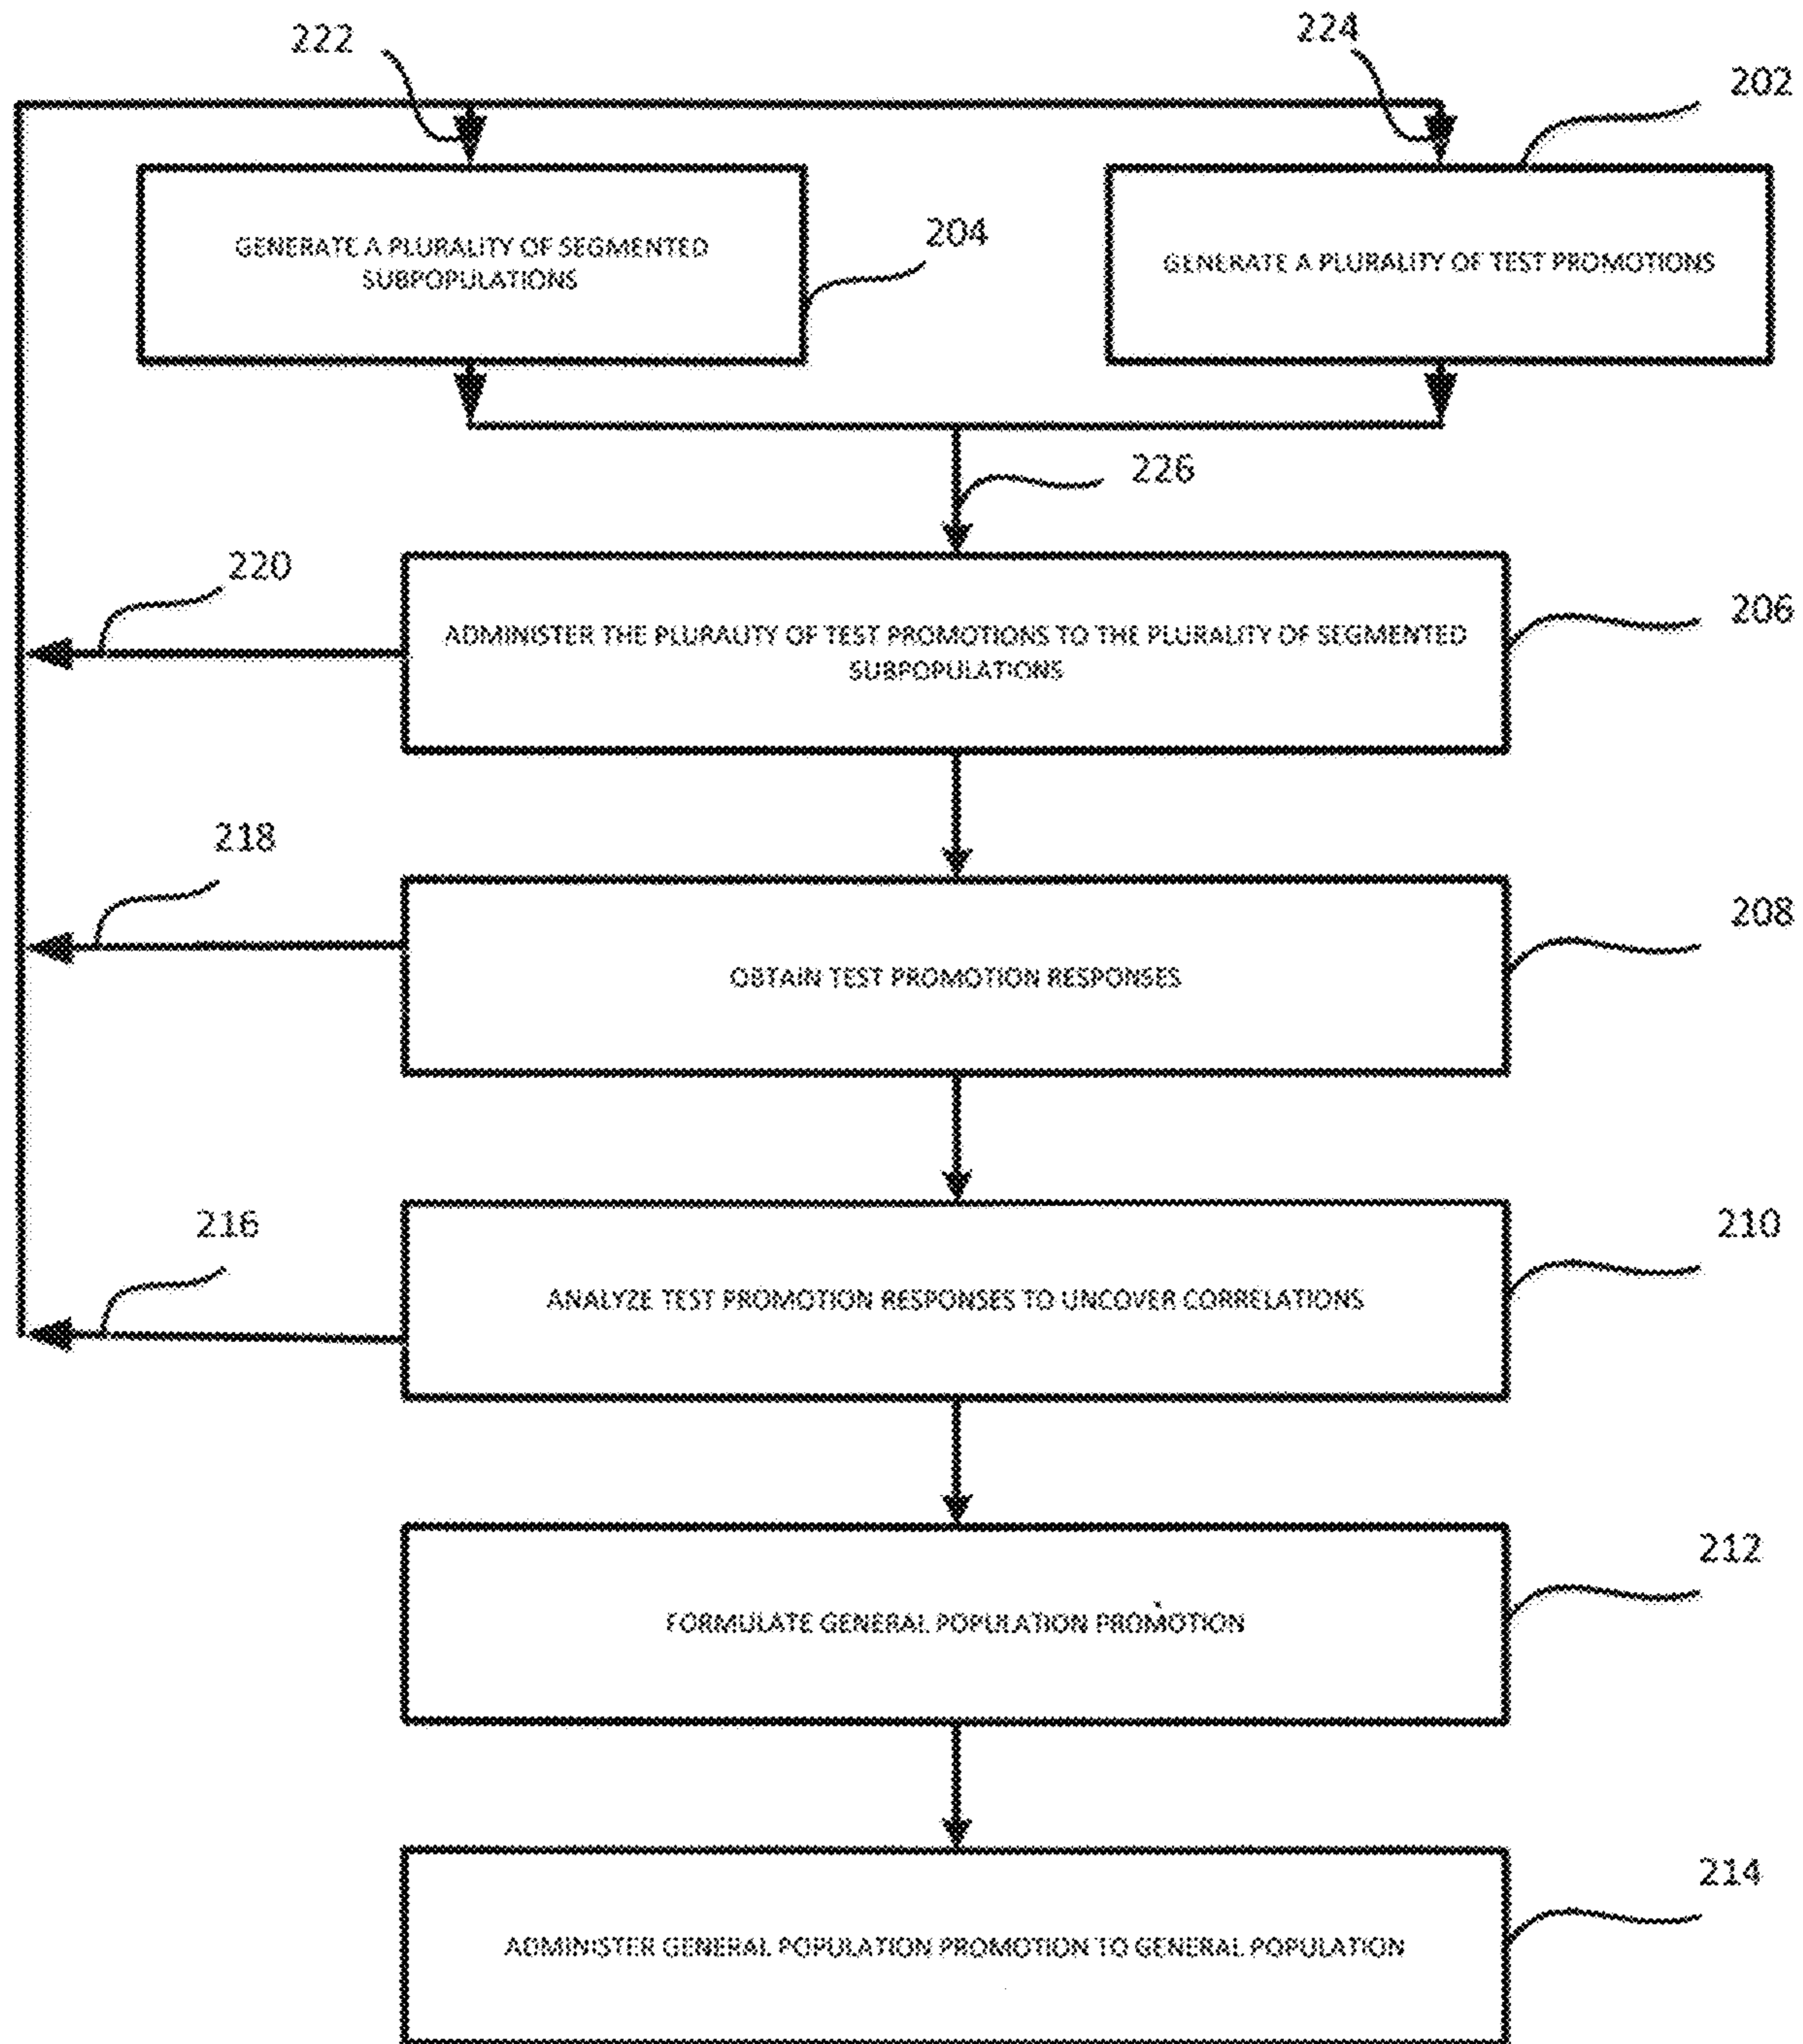 222
224
202
GENERATE A PLURALITY OF SEGMENTED
SUBPOPULATIONS
204
GENERATE A PLURALITY OF TEST PROMOTIONS
226
220
ADMINISTER THE PLURALITY OF TEST PROMOTIONS TO THE PLURALITY OF SEGMENTED
SUBPOPULATIONS
206
218
OBTAIN TEST PROMOTION RESPONSES
208
216
ANALYZE TEST PROMOTION RESPONSES TO UNCOVER CORRELATIONS
210
FORMULATE GENERAL POPULATION PROMOTION
212
ADMINISTER GENERAL POPULATION PROMOTION TO GENERAL POPULATION
214